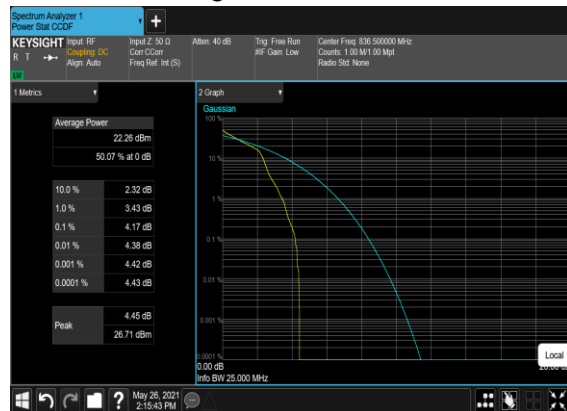 Spectrum Analyzer 1
Power Stat CCDF
KEYSIGHT
R T
LV
Input: RF
Coupling: DC
Align: Auto
Input Z: 50 Ω
Corr CCorr
Freq Ref: Int (S)
Atten: 40 dB
Trig: Free Run
#IF Gain: Low
Center Freq: 836.500000 MHz
Counts: 1.00 M/1.00 Mpt
Radio Std: None
1 Metrics
Average Power
22.26 dBm
50.07 % at 0 dB
10.0 % 2.32 dB
1.0 % 3.43 dB
0.1 % 4.17 dB
0.01 % 4.38 dB
0.001 % 4.42 dB
0.0001 % 4.43 dB
Peak
4.45 dB
26.71 dBm
2 Graph
Gaussian
100 %
10 %
1 %
0.1 %
0.01 %
0.001 %
0.0001 %
0.00 dB
Info BW 25.000 MHz
Local
? May 26, 2021
2:15:43 PM